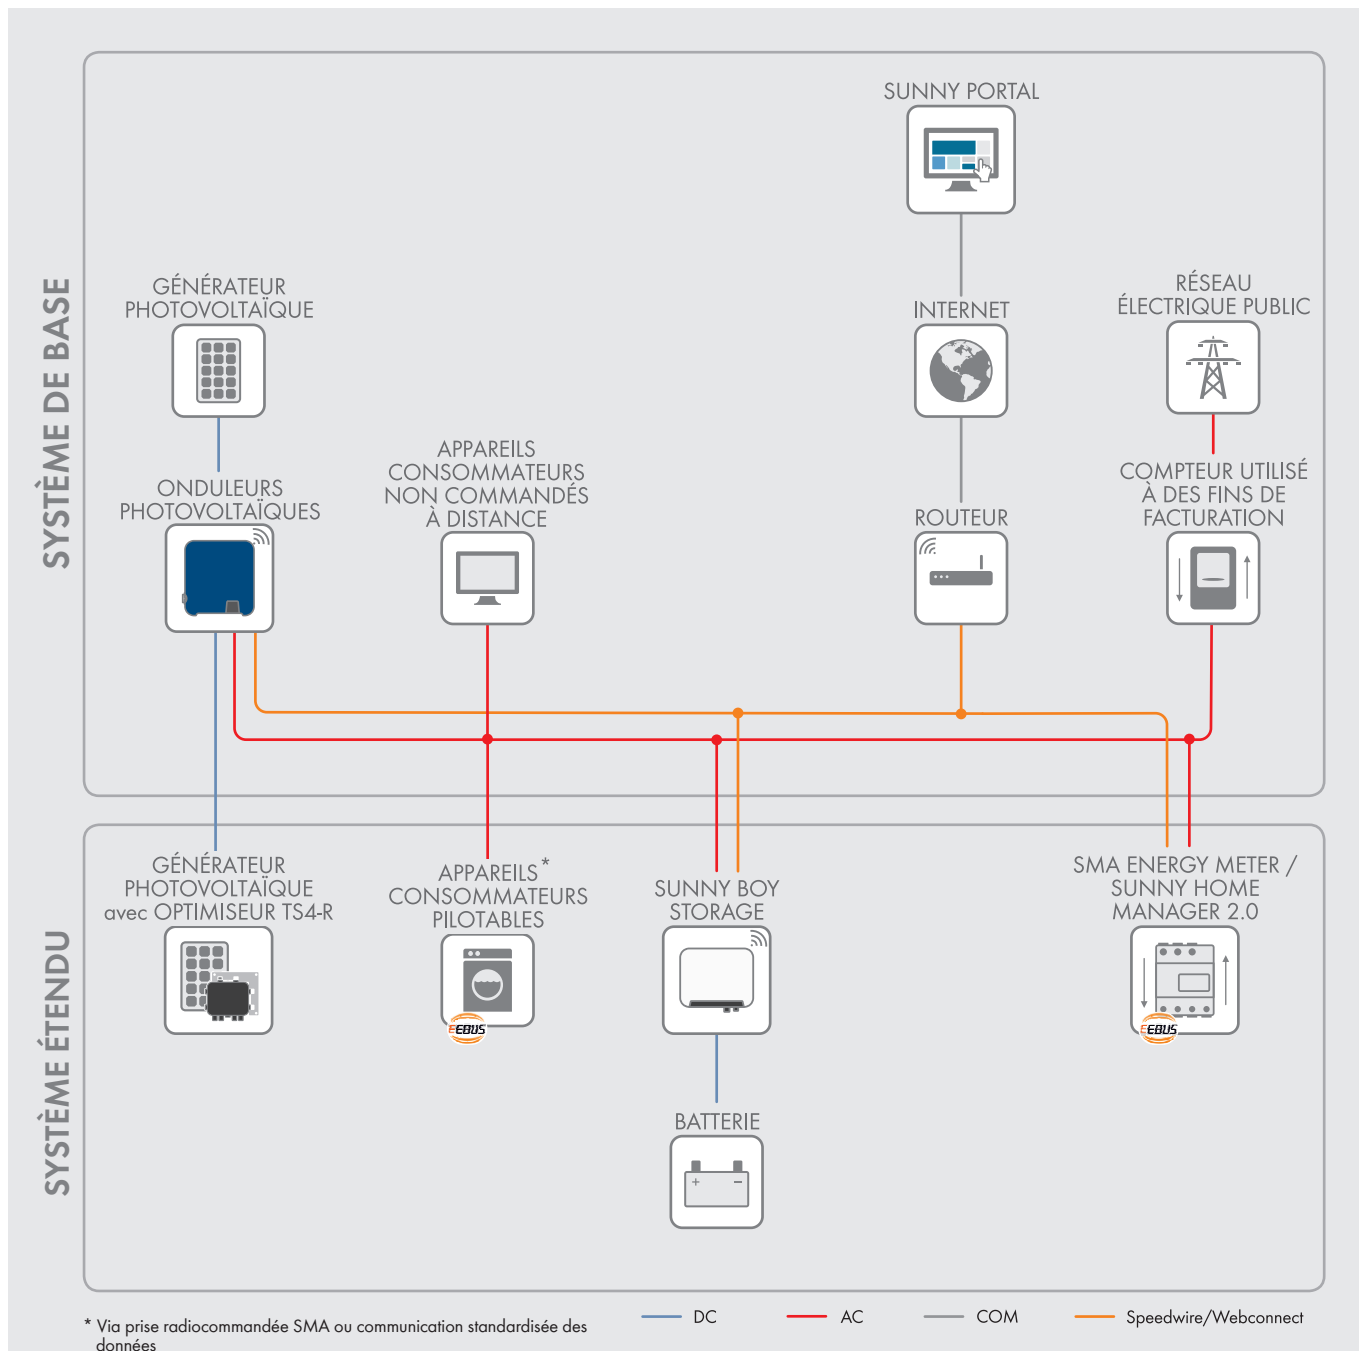 SYSTÈME DE BASE
SUNNY PORTAL
GÉNÉRATEUR
PHOTOVOLTAÏQUE
INTERNET
RÉSEAU
ÉLECTRIQUE PUBLIC
ONDULEURS
PHOTOVOLTAÏQUES
APPAREILS
CONSOMMATEURS
NON COMMANDÉS
À DISTANCE
ROUTEUR
COMPTEUR UTILISÉ
À DES FINS DE
FACTURATION
SYSTÈME ÉTENDU
GÉNÉRATEUR
PHOTOVOLTAÏQUE
avec OPTIMISEUR TS4-R
APPAREILS *
CONSOMMATEURS
PILOTABLES
EEBUS
SUNNY BOY
STORAGE
SMA ENERGY METER /
SUNNY HOME
MANAGER 2.0
EEBUS
BATTERIE
+ −
* Via prise radiocommandée SMA ou communication standardisée des
données
DC
AC
COM
Speedwire/Webconnect